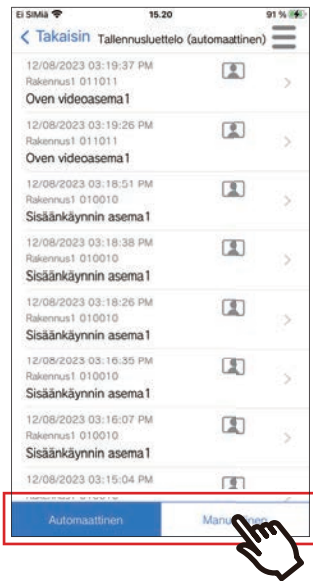 Ei SIMiä 15.20 91 %
Takaisin Tallennusluettelo (automaattinen)
12/08/2023 03:19:37 PM
Rakennus1 011011
Oven videoasema1
12/08/2023 03:19:26 PM
Rakennus1 011011
Oven videoasema1
12/08/2023 03:18:51 PM
Rakennus1 010010
Sisäänkäynnin asema1
12/08/2023 03:18:38 PM
Rakennus1 010010
Sisäänkäynnin asema1
12/08/2023 03:18:26 PM
Rakennus1 010010
Sisäänkäynnin asema1
12/08/2023 03:16:35 PM
Rakennus1 010010
Sisäänkäynnin asema1
12/08/2023 03:16:07 PM
Rakennus1 010010
Sisäänkäynnin asema1
12/08/2023 03:15:04 PM
Automaattinen